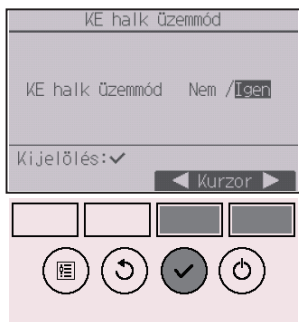 KE halk üzemmód
KE halk üzemmód Nem /Igen
Kijelölés:✔
◀ Kurzor ▶